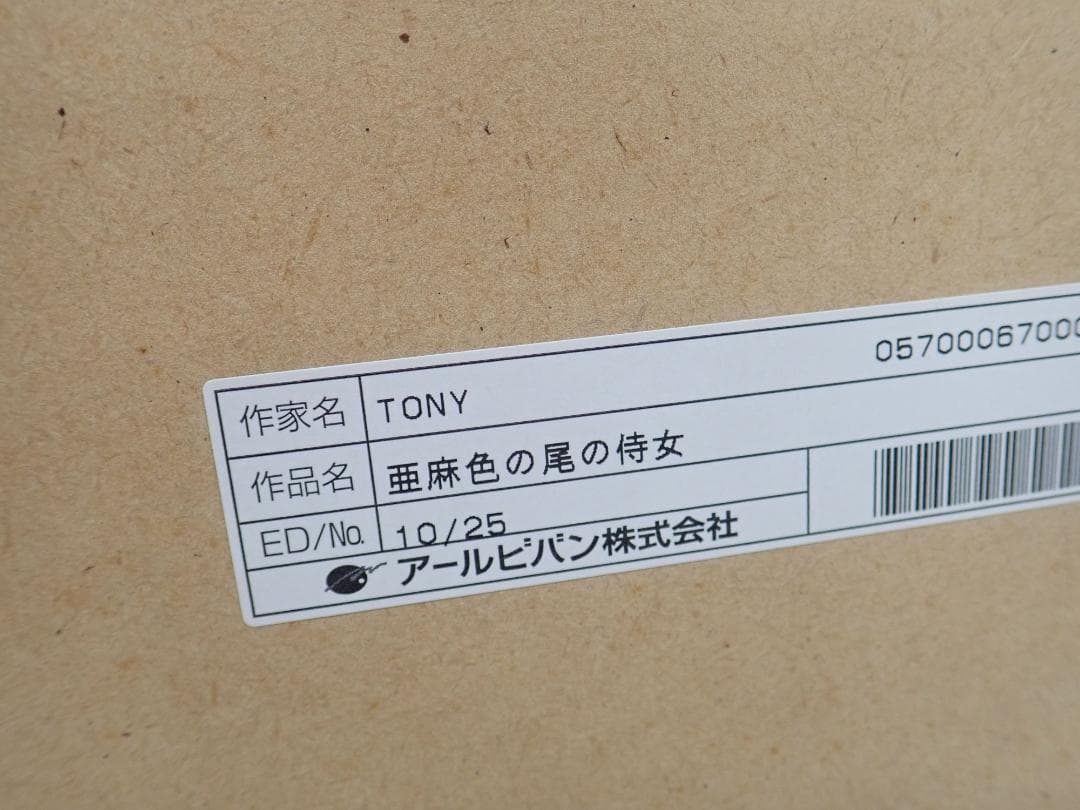 作家名 TONY 05700067000
作品名 亜麻色の尾の侍女
ED/No. 10/25
アールビバン株式会社